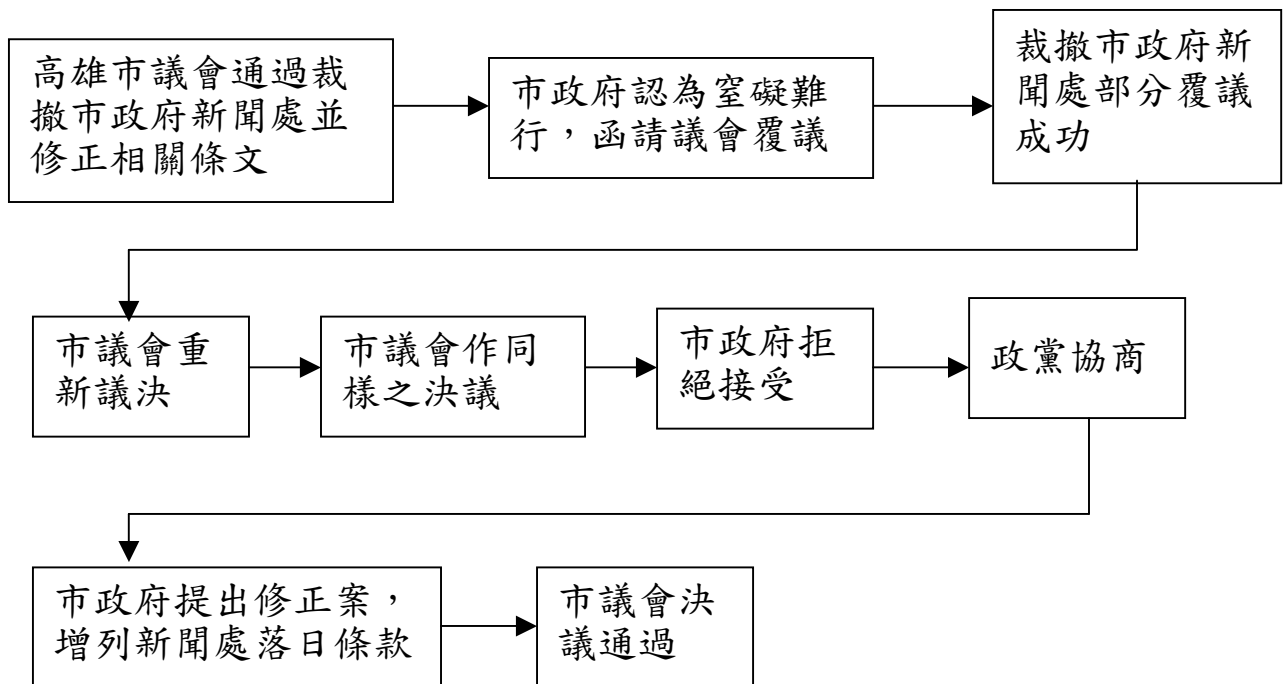 高雄市議會通過裁
撤市政府新聞處並
修正相關條文
市政府認為窒礙難
行，函請議會覆議
裁撤市政府新
聞處部分覆議
成功
市議會重
新議決
市議會作同
樣之決議
市政府拒
絕接受
政黨協商
市政府提出修正案，
增列新聞處落日條款
市議會決
議通過